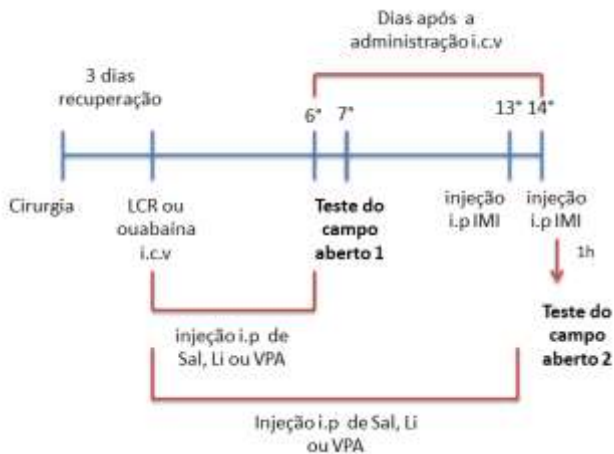 Dias após a
administração i.c.v
3 dias
recuperação
6°
7°
13°
14°
Cirurgia
LCR ou
ouabaína
i.c.v
Teste do
campo
aberto 1
injeção
i.p IMI
injeção
i.p IMI
1h
Teste do
campo
aberto 2
injeção i.p de
Sal, Li ou VPA
Injeção i.p de Sal, Li
ou VPA